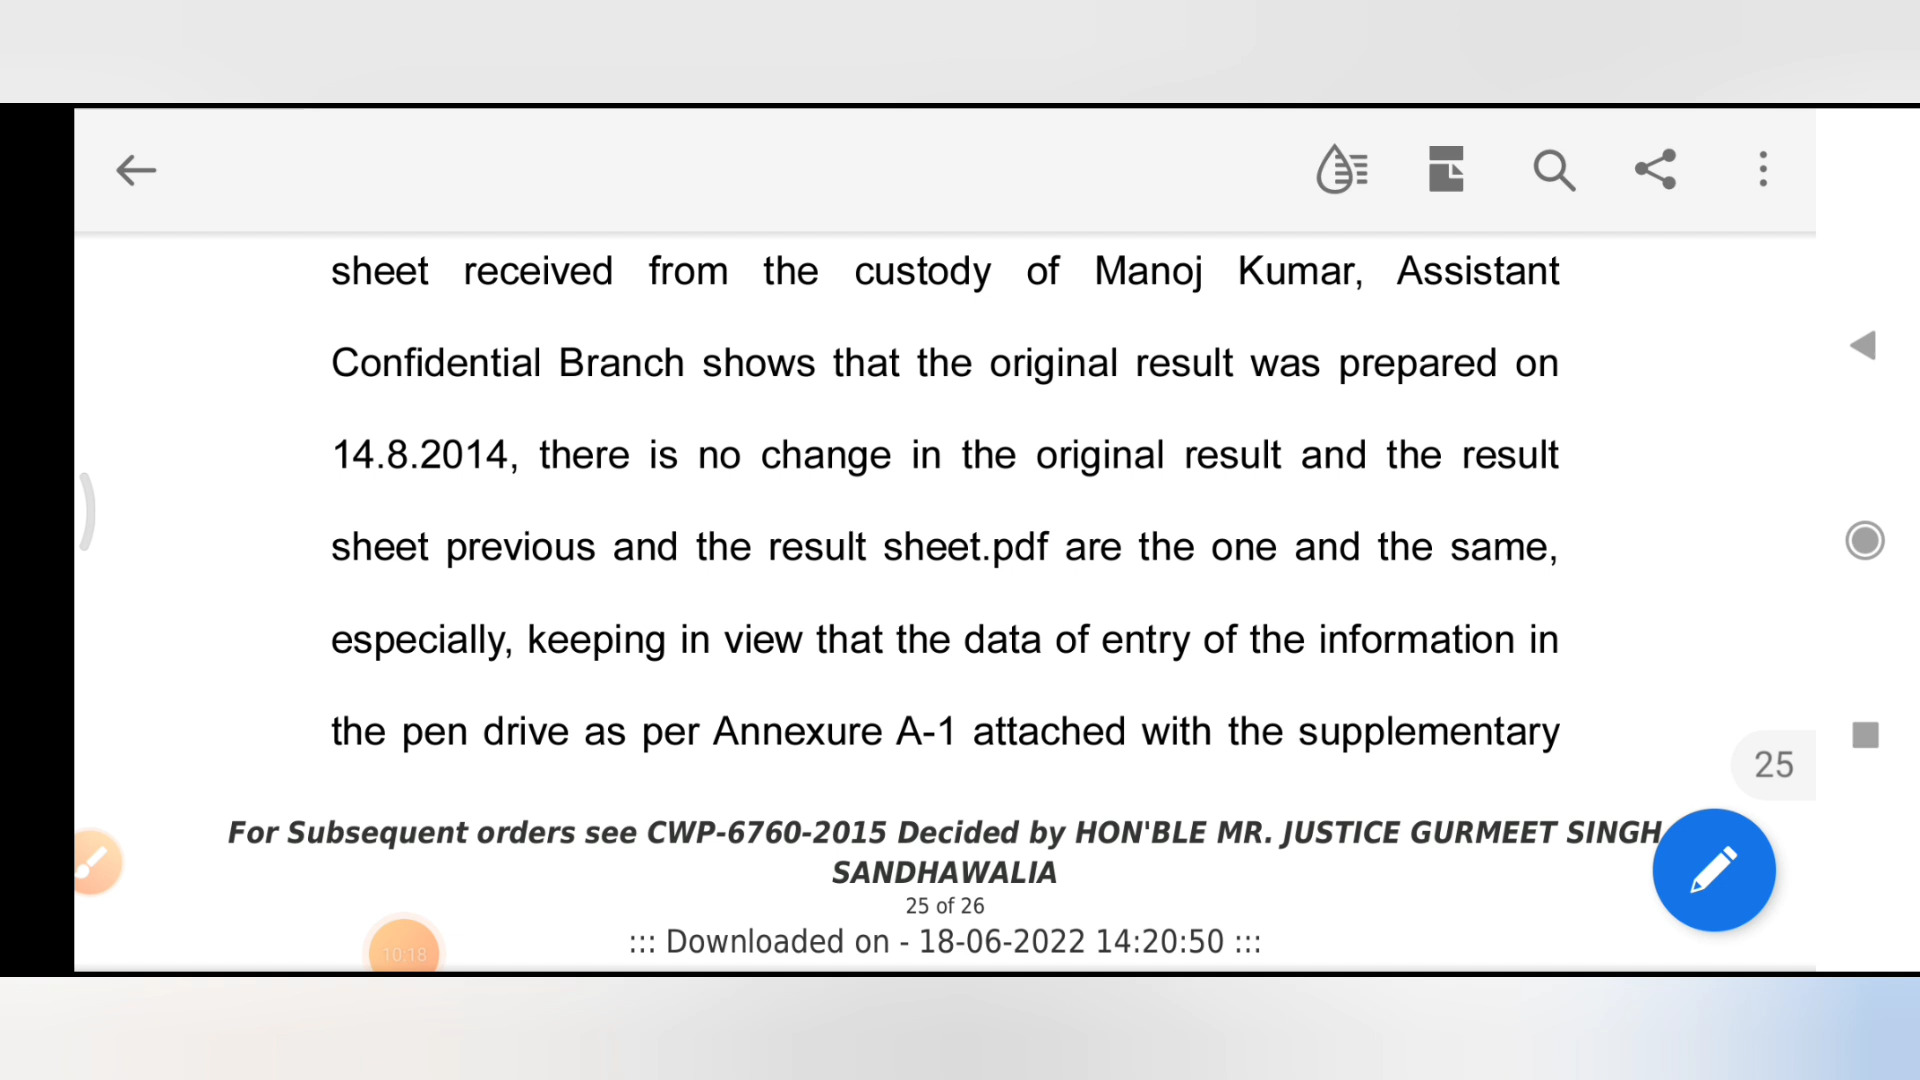 sheet received from the custody of Manoj Kumar, Assistant
Confidential Branch shows that the original result was prepared on
14.8.2014, there is no change in the original result and the result
sheet previous and the result sheet.pdf are the one and the same,
especially, keeping in view that the data of entry of the information in
the pen drive as per Annexure A-1 attached with the supplementary
25
For Subsequent orders see CWP-6760-2015 Decided by HON'BLE MR. JUSTICE GURMEET SINGH
SANDHAWALIA
25 of 26
::: Downloaded on - 18-06-2022 14:20:50 :::
10:18